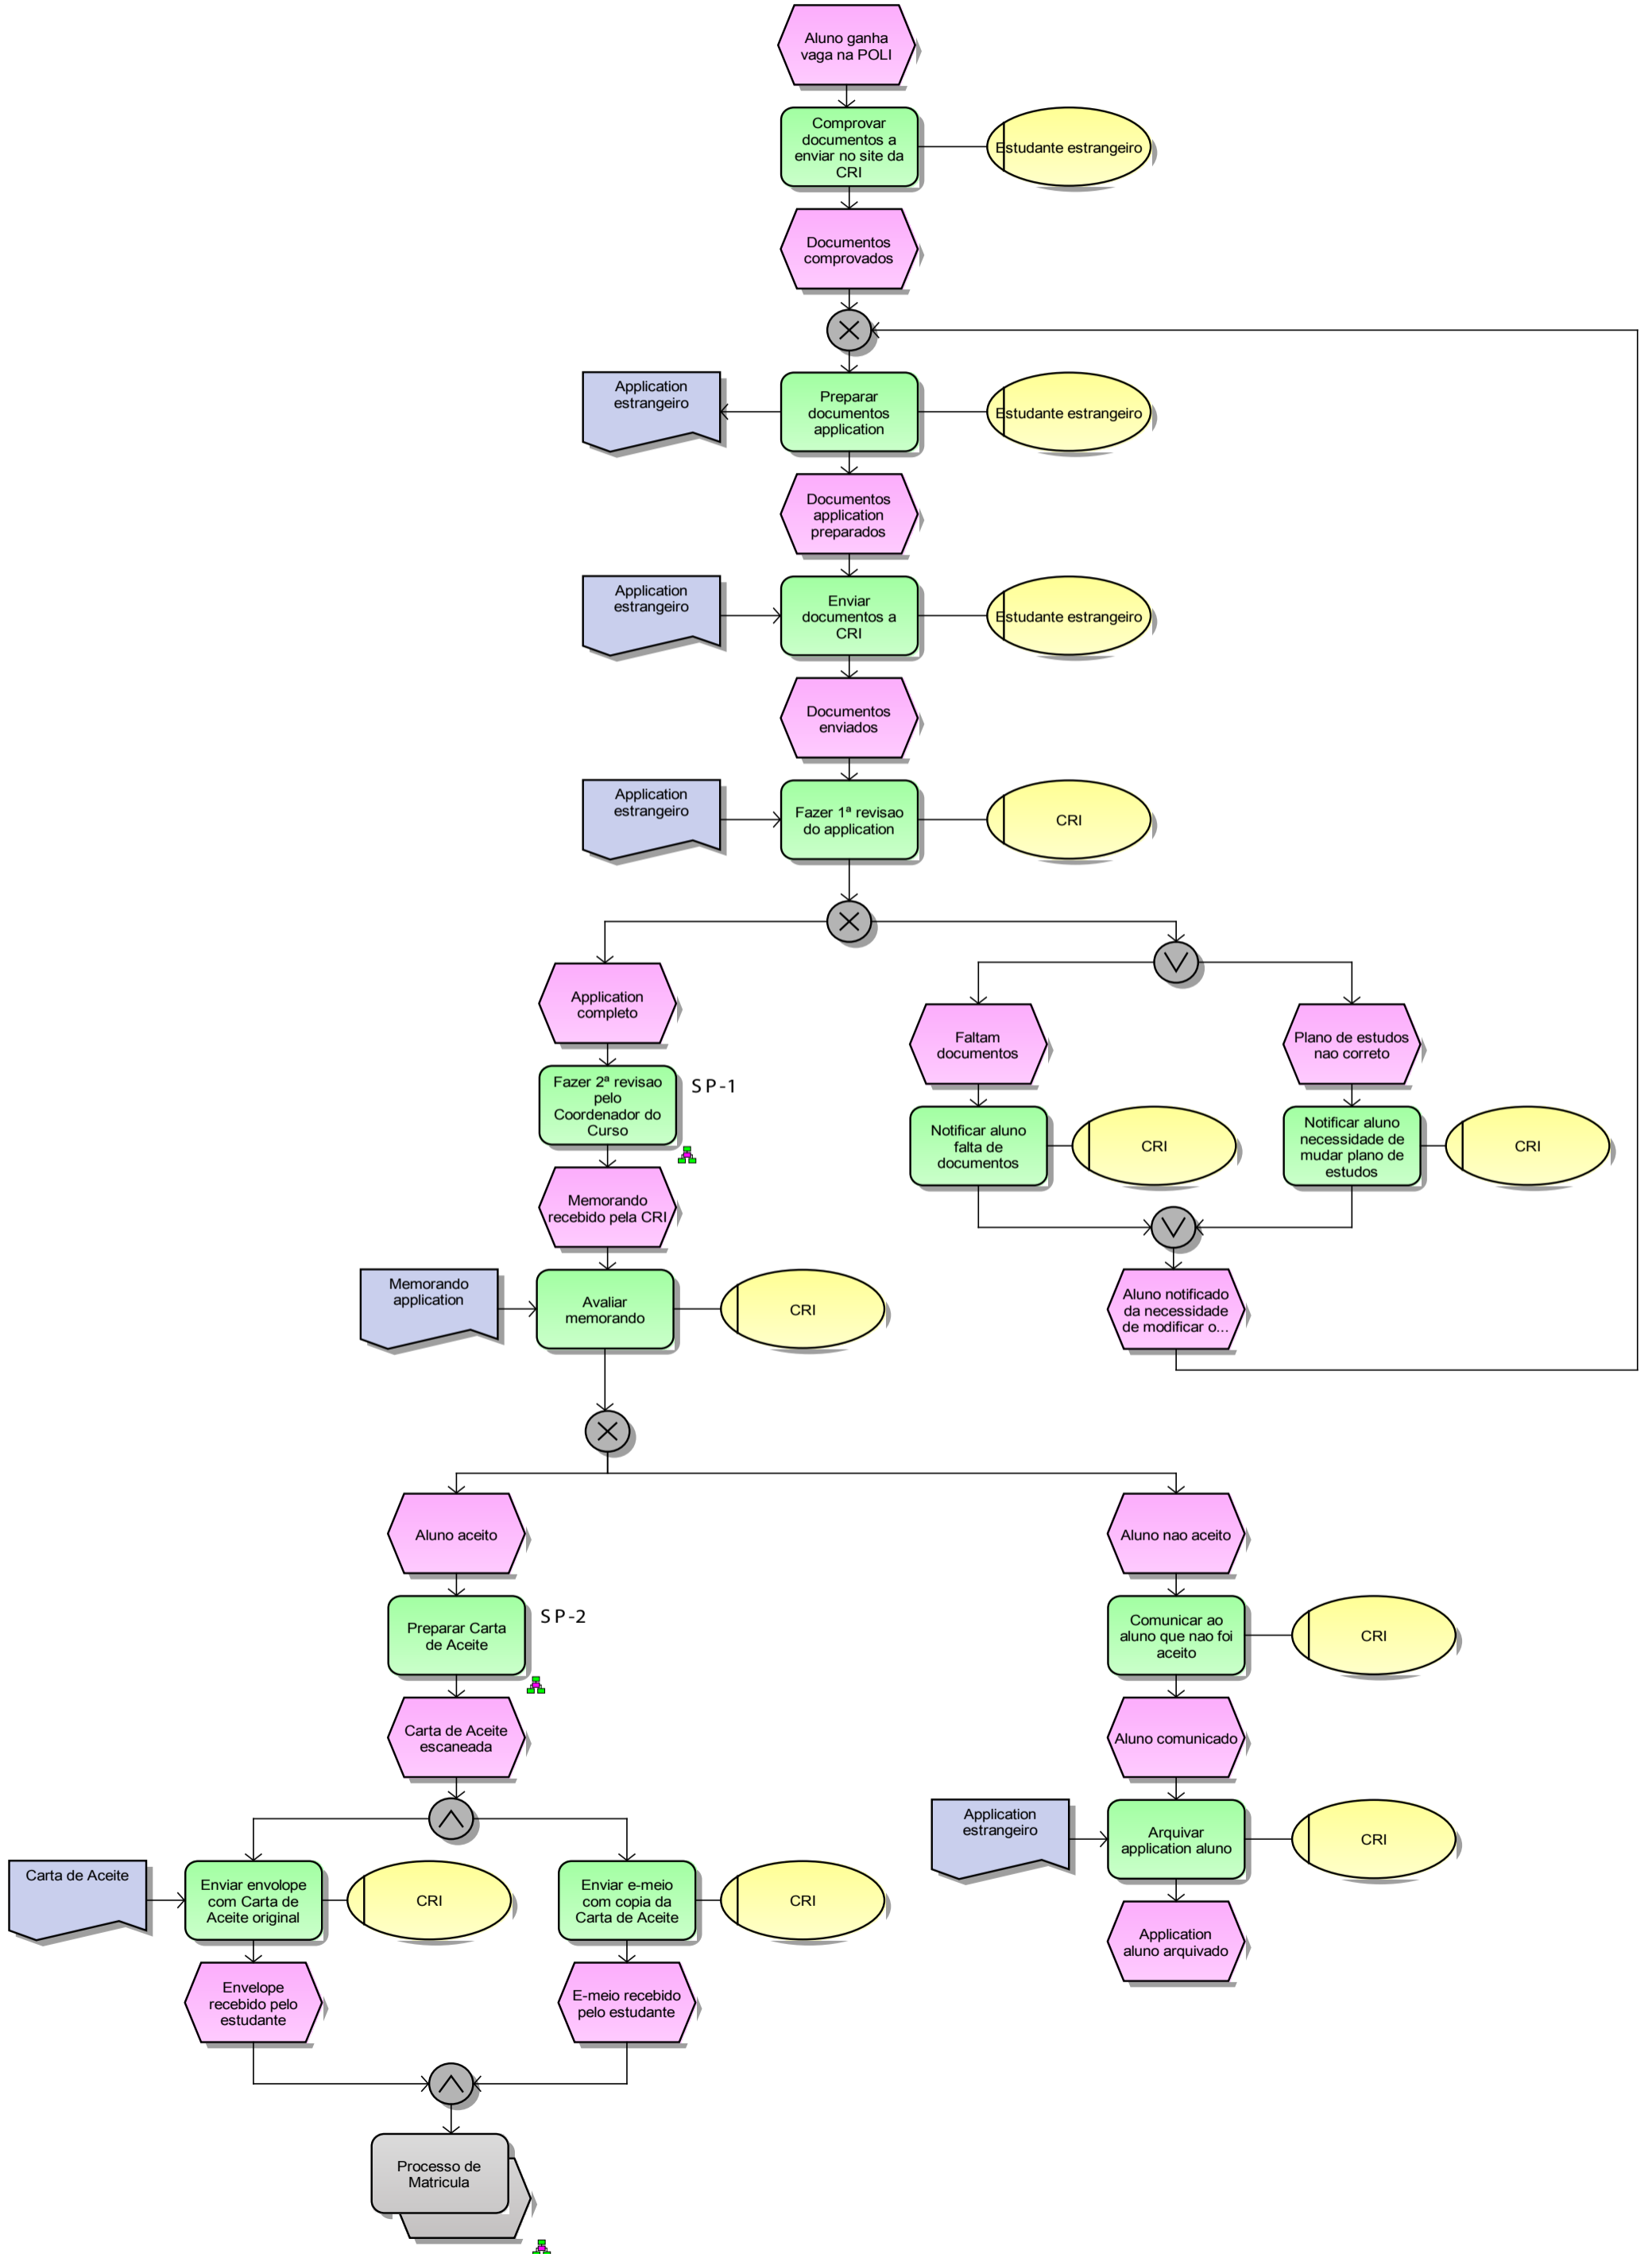 Aluno ganha
vaga na POLI
Comprovar
documentos a
enviar no site da
CRI
Estudante estrangeiro
Documentos
comprovados
Application
estrangeiro
Preparar
documentos
application
Estudante estrangeiro
Documentos
application
preparados
Application
estrangeiro
Enviar
documentos a
CRI
Estudante estrangeiro
Documentos
enviados
Application
estrangeiro
Fazer 1ª revisao
do application
CRI
Application
completo
Faltam
documentos
Plano de estudos
nao correto
Fazer 2ª revisao
pelo
Coordenador do
Curso
SP-1
Notificar aluno
falta de
documentos
CRI
Notificar aluno
necessidade de
mudar plano de
estudos
CRI
Memorando
recebido pela CRI
Memorando
application
Avaliar
memorando
CRI
Aluno notificado
da necessidade
de modificar o...
Aluno aceito
Aluno nao aceito
Preparar Carta
de Aceite
SP-2
Comunicar ao
aluno que nao foi
aceito
CRI
Carta de Aceite
escaneada
Aluno comunicado
Application
estrangeiro
Arquivar
application aluno
CRI
Carta de Aceite
Enviar envolope
com Carta de
Aceite original
CRI
Enviar e-meio
com copia da
Carta de Aceite
CRI
Application
aluno arquivado
Envelope
recebido pelo
estudante
E-meio recebido
pelo estudante
Processo de
Matricula